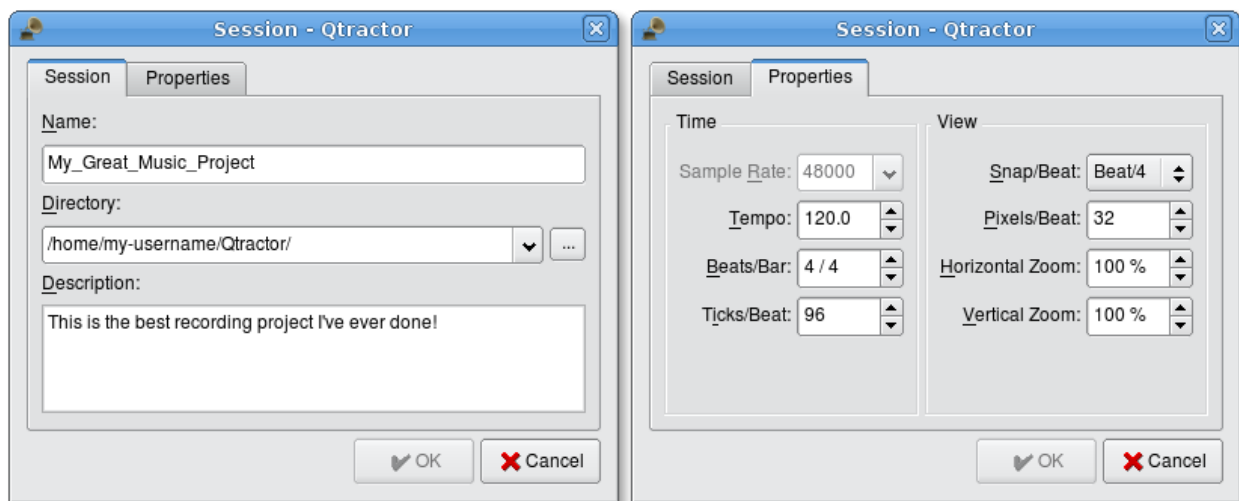 Session - Qtractor
Session
Properties
Name:
My_Great_Music_Project
Directory:
/home/my-username/Qtractor/
...
Description:
This is the best recording project I've ever done!
OK
Cancel
Session - Qtractor
Session
Properties
Time
Sample Rate: 48000
Tempo: 120.0
Beats/Bar: 4 / 4
Ticks/Beat: 96
View
Snap/Beat: Beat/4
Pixels/Beat: 32
Horizontal Zoom: 100 %
Vertical Zoom: 100 %
OK
Cancel